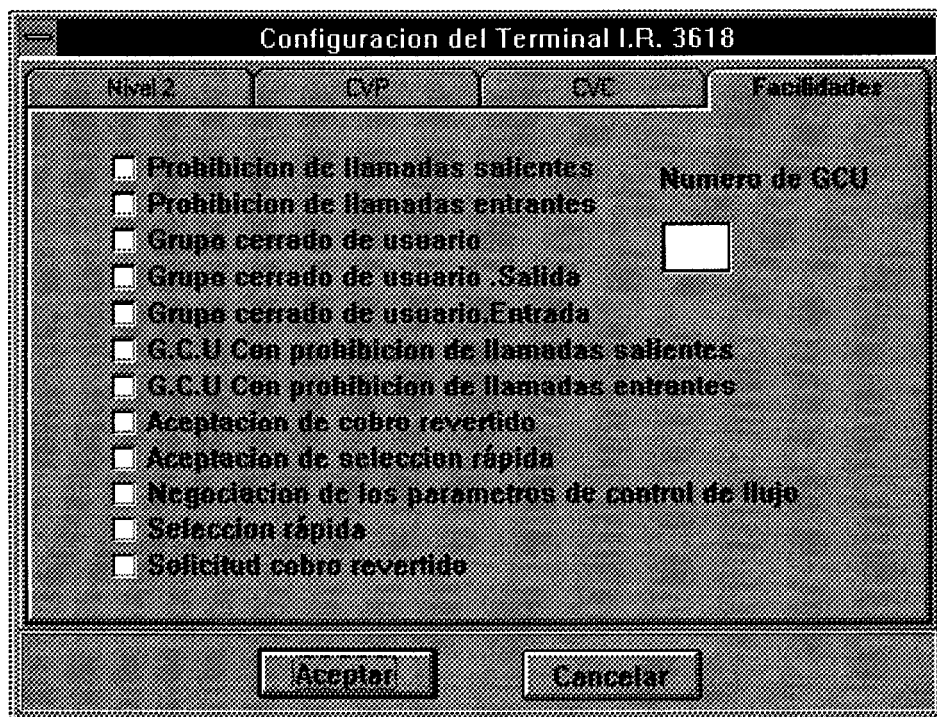 Configuracion del Terminal I.R. 3618
Nivel 2 CVP CVC Facilidades
Prohibicion de llamadas salientes
Numero de GCU
Prohibicion de llamadas entrantes
Grupo cerrado de usuario
Grupo cerrado de usuario .Salida
Grupo cerrado de usuario.Entrada
G.C.U Con prohibicion de llamadas salientes
G.C.U Con prohibicion de llamadas entrantes
Aceptacion de cobro revertido
Aceptacion de seleccion rápida
Negociacion de los parametros de control de flujo
Seleccion rápida
Solicitud cobro revertido
Aceptar Cancelar